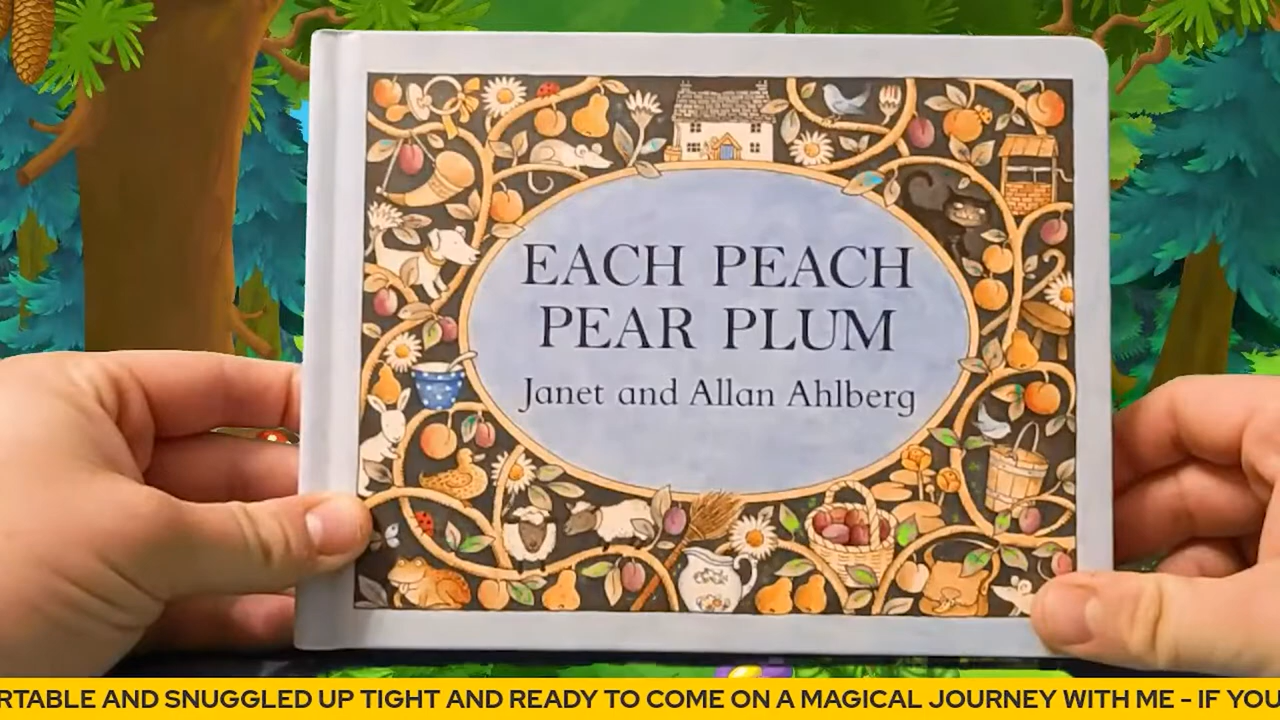 EACH PEACH
PEAR PLUM
Janet and Allan Ahlberg
RTABLE AND SNUGGLED UP TIGHT AND READY TO COME ON A MAGICAL JOURNEY WITH ME - IF YOU